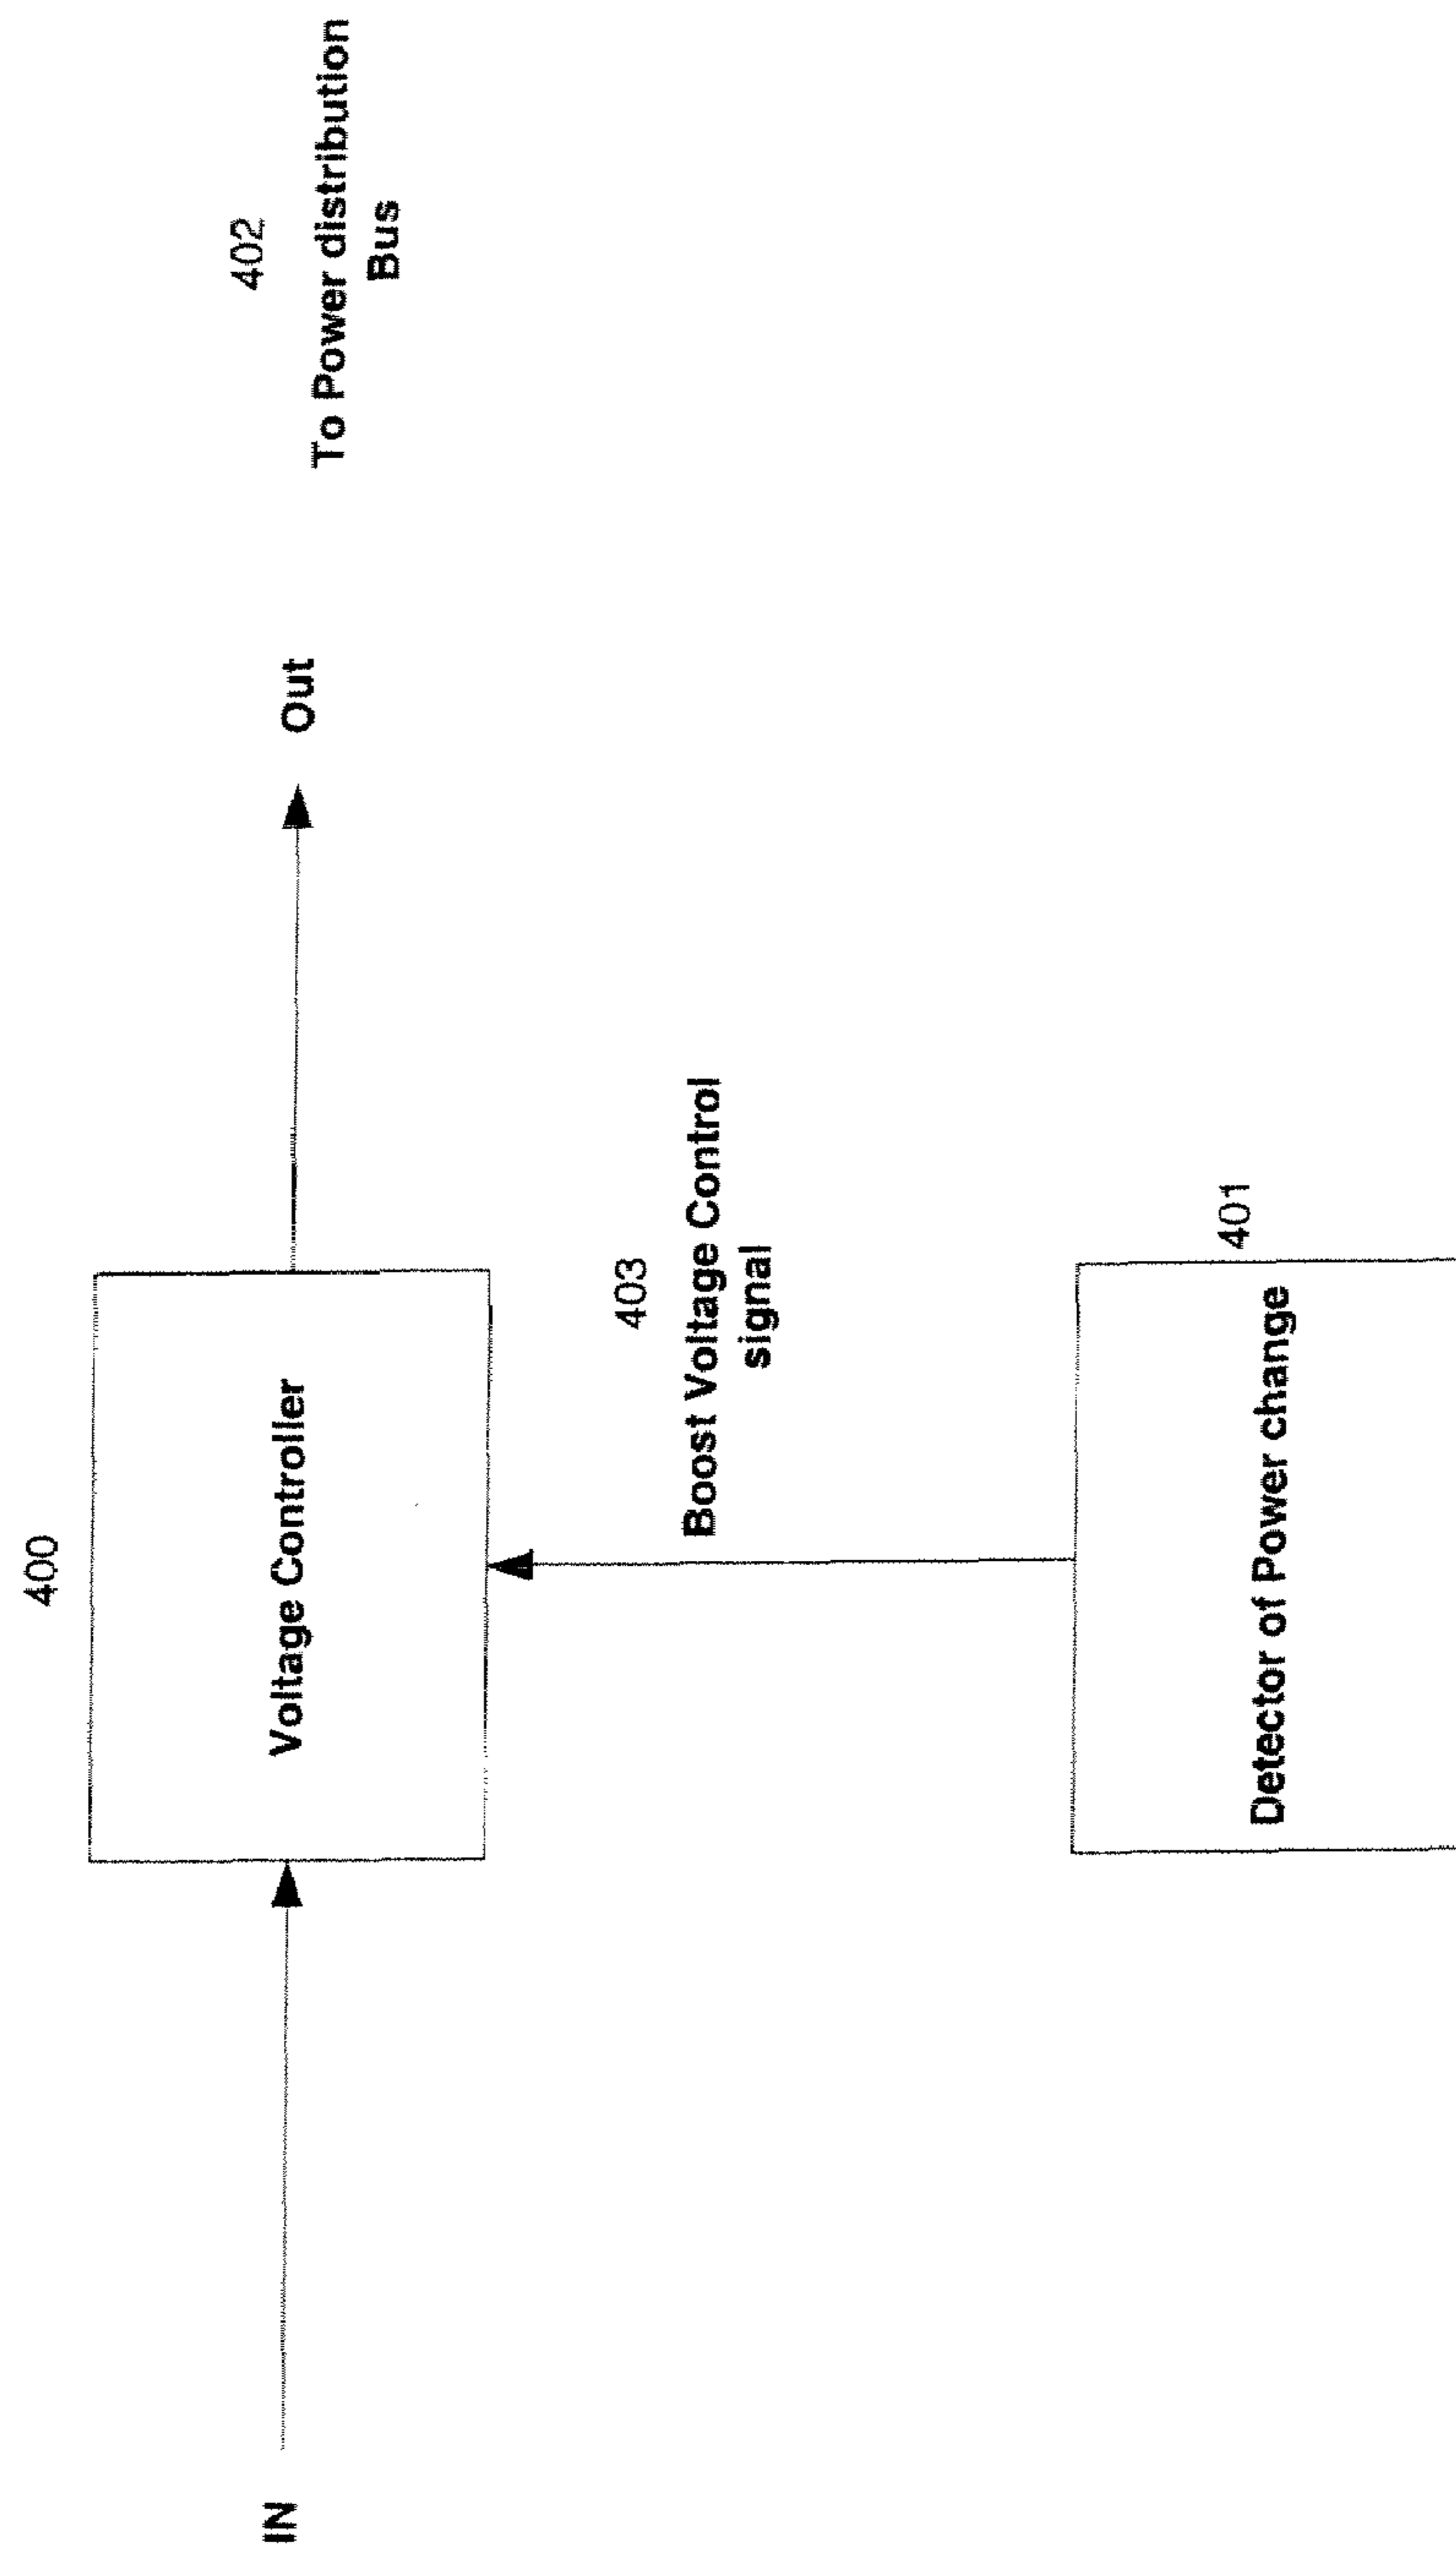 400
Voltage Controller
IN
Out
402
To Power distribution
Bus
403
Boost Voltage Control
signal
401
Detector of Power change